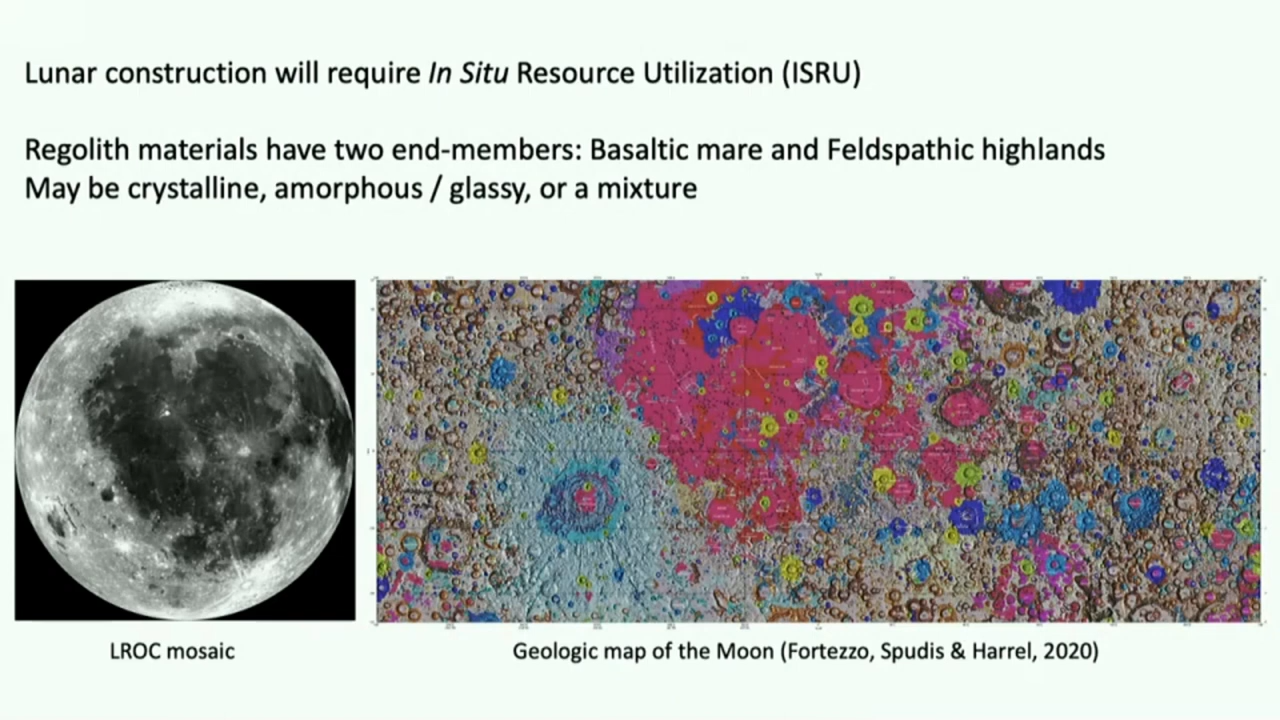 Lunar construction will require In Situ Resource Utilization (ISRU)
Regolith materials have two end-members: Basaltic mare and Feldspathic highlands
May be crystalline, amorphous / glassy, or a mixture
LROC mosaic
Geologic map of the Moon (Fortezzo, Spudis & Harrel, 2020)